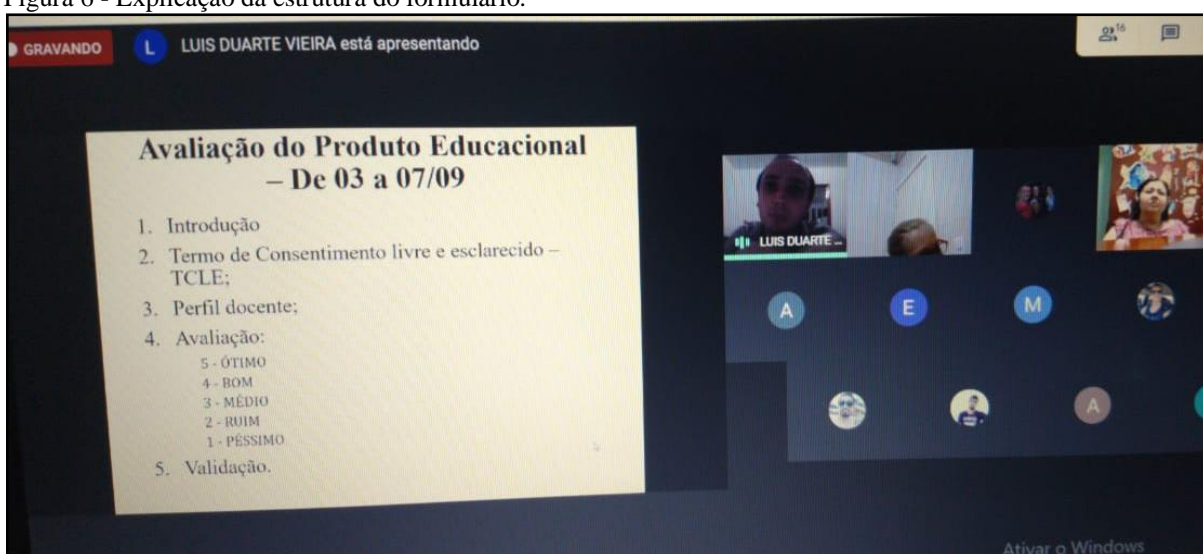 Figura 6 - Explicação da estrutura do formulário.
GRAVANDO
L
LUIS DUARTE VIEIRA está apresentando
16
Avaliação do Produto Educacional
– De 03 a 07/09
1. Introdução
2. Termo de Consentimento livre e esclarecido –
TCLE;
3. Perfil docente;
4. Avaliação:
5 - ÓTIMO
4 - BOM
3 - MÉDIO
2 - RUIM
1 - PÉSSIMO
5. Validação.
LUIS DUARTE ...
A
E
M
A
Ativar o Windows